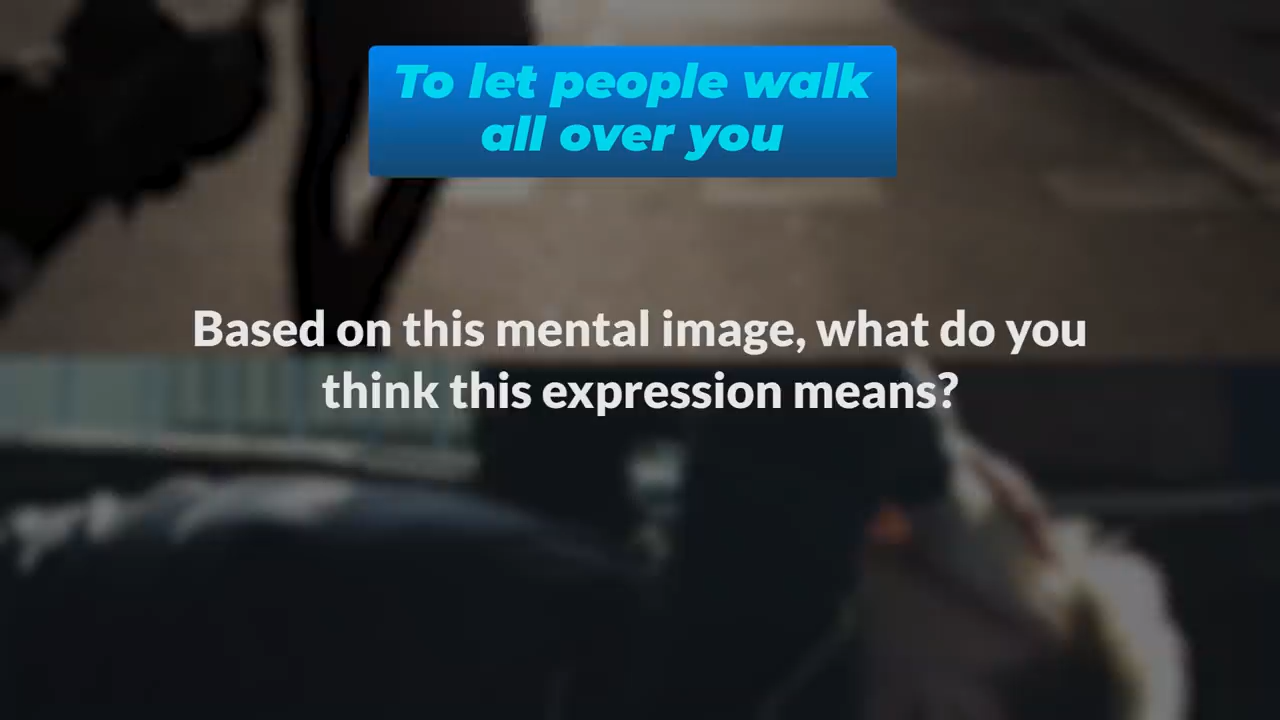 To let people walk
all over you
Based on this mental image, what do you
think this expression means?